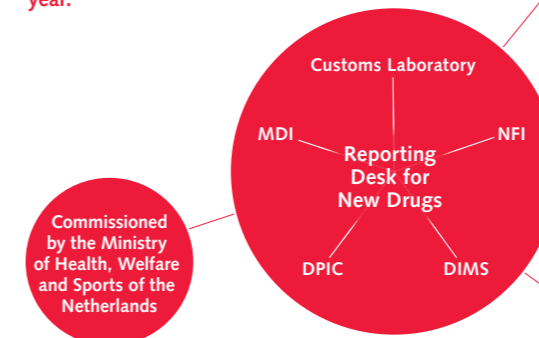 year.
Customs Laboratory
MDI
NFI
Reporting
Desk for
New Drugs
DPIC
DIMS
Commissioned
by the Ministry
of Health, Welfare
and Sports of the
Netherlands